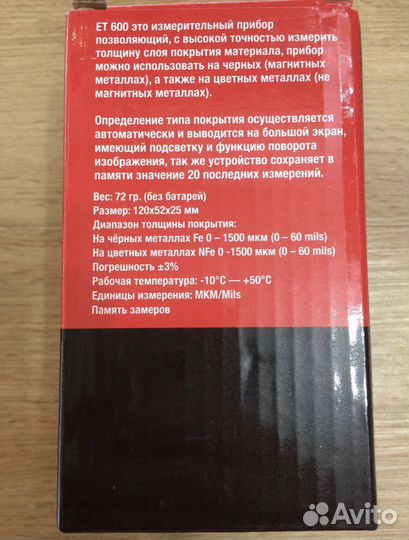 ET 600 это измерительный прибор
позволяющий, с высокой точностью измерить
толщину слоя покрытия материала, прибор
можно использовать на черных (магнитных
металлах), а также на цветных металлах (не
магнитных металлах).
Определение типа покрытия осуществляется
автоматически и выводится на большой экран,
имеющий подсветку и функцию поворота
изображения, так же устройство сохраняет в
памяти значение 20 последних измерений.
Вес: 72 гр. (без батарей)
Размер: 120x52x25 мм
Диапазон толщины покрытия:
На чёрных металлах Fe 0 – 1500 мкм (0 – 60 mils)
На цветных металлах NFe 0 -1500 мкм (0 – 60 mils)
Погрешность ±3%
Рабочая температура: -10°C — +50°C
Единицы измерения: МКМ/Mils
Память замеров
Avito